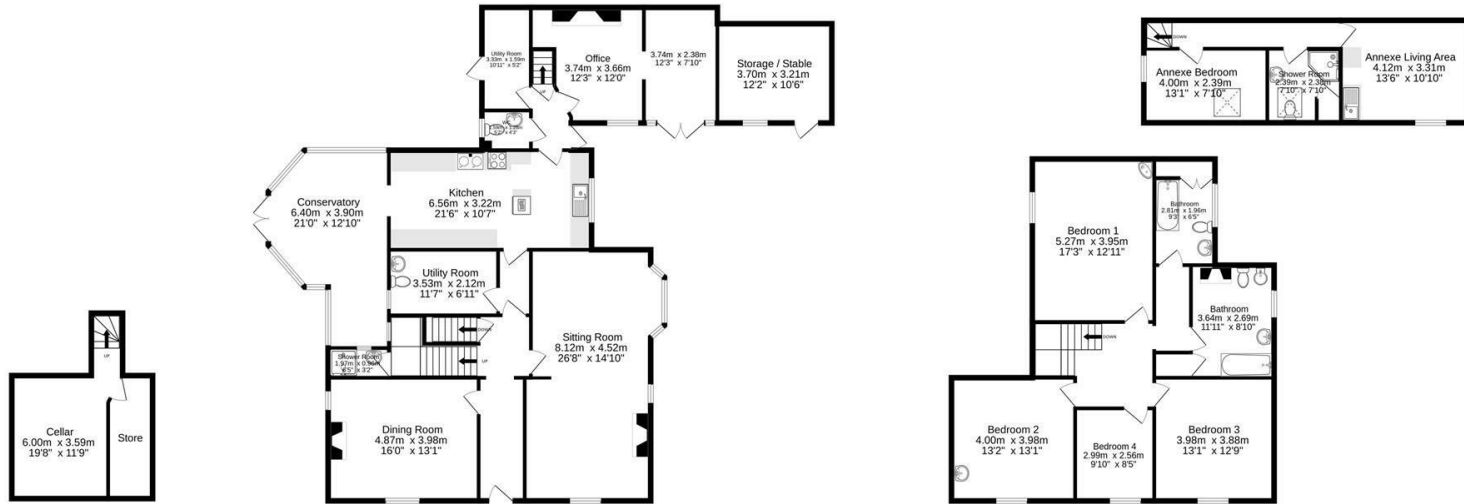 Cellar
6.00m x 3.59m
19'8" x 11'9"
UP
Store
Utility Room
3.30m x 1.59m
10'11" x 5'2"
UP
Office
3.74m x 3.66m
12'3" x 12'0"
3.74m x 2.38m
12'3" x 7'10"
Storage / Stable
3.70m x 3.21m
12'2" x 10'6"
Conservatory
6.40m x 3.90m
21'0" x 12'10"
Kitchen
6.56m x 3.22m
21'6" x 10'7"
Utility Room
3.53m x 2.12m
11'7" x 6'11"
DOWN
UP
Sitting Room
8.12m x 4.52m
26'8" x 14'10"
Shower Room
Dining Room
4.87m x 3.98m
16'0" x 13'1"
DOWN
Annexe Bedroom
4.00m x 2.39m
13'1" x 7'10"
Shower Room
2.39m x 2.38m
7'10" x 7'10"
Annexe Living Area
4.12m x 3.31m
13'6" x 10'10"
Bedroom 1
5.27m x 3.95m
17'3" x 12'11"
Bathroom
2.81m x 1.96m
9'3" x 6'5"
Bathroom
3.64m x 2.69m
11'11" x 8'10"
DOWN
Bedroom 2
4.00m x 3.98m
13'2" x 13'1"
Bedroom 4
2.99m x 2.56m
9'10" x 8'5"
Bedroom 3
3.98m x 3.88m
13'1" x 12'9"